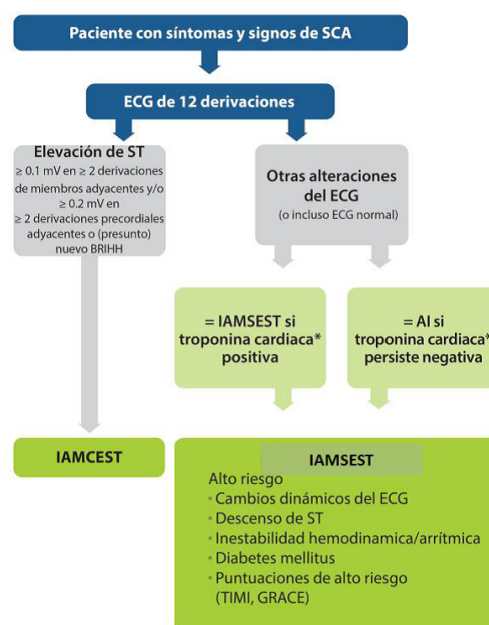 Paciente con síntomas y signos de SCA
ECG de 12 derivaciones
Elevación de ST
≥ 0.1 mV en ≥ 2 derivaciones
de miembros adyacentes y/o
≥ 0.2 mV en
≥ 2 derivaciones precordiales
adyacentes o (presunto)
nuevo BRIHH
Otras alteraciones
del ECG
(o incluso ECG normal)
= IAMSEST si
troponina cardiaca*
positiva
= AI si
troponina cardiaca*
persiste negativa
IAMCEST
IAMSEST
Alto riesgo
▫ Cambios dinámicos del ECG
▫ Descenso de ST
▫ Inestabilidad hemodinamica/arrítmica
▫ Diabetes mellitus
▫ Puntuaciones de alto riesgo
(TIMI, GRACE)